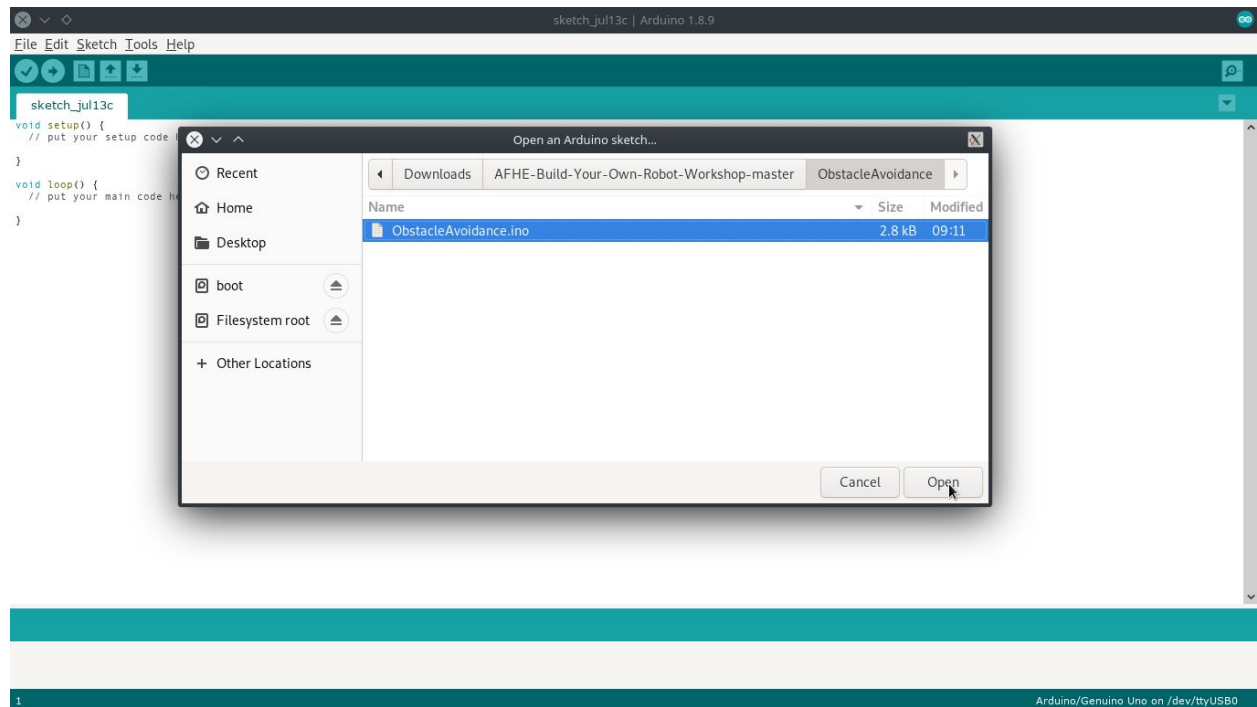 sketch_jul13c | Arduino 1.8.9
File Edit Sketch Tools Help
sketch_jul13c
void setup() {
// put your setup code
}
void loop() {
// put your main code he
}
Open an Arduino sketch...
Recent
Home
Desktop
boot
Filesystem root
+ Other Locations
Downloads AFHE-Build-Your-Own-Robot-Workshop-master ObstacleAvoidance
Name Size Modified
ObstacleAvoidance.ino 2.8 kB 09:11
Cancel Open
1 Arduino/Genuino Uno on /dev/ttyUSB0